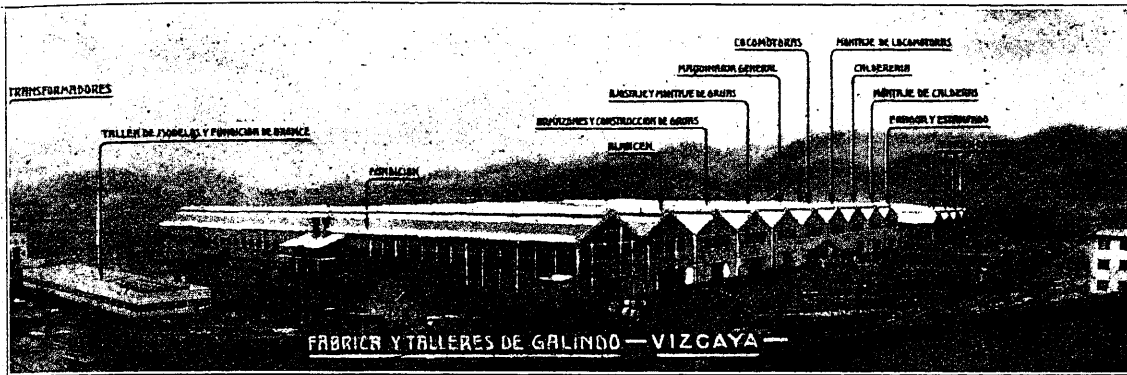 LOCOMOTORAS
MONTAJE DE LOCOMOTORAS
MAQUINARIA GENERAL
CALDERERIA
TRANSFORMADORES
AJUSTAJE Y MONTAJE DE GRUAS
MONTAJE DE CALDERAS
TALLER DE MODELOS Y FUNDICION DE BRONCE
ARMAZONES Y CONSTRUCCION DE GRUAS
FORJA Y ESTAMPADO
ALMACEN
FUNDICION
FABRICA Y TALLERES DE GALINDO — VIZCAYA —